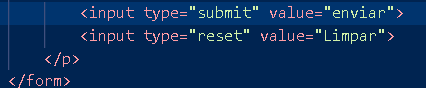 <input type="submit" value="enviar">
<input type="reset" value="Limpar">
</p>
</form>